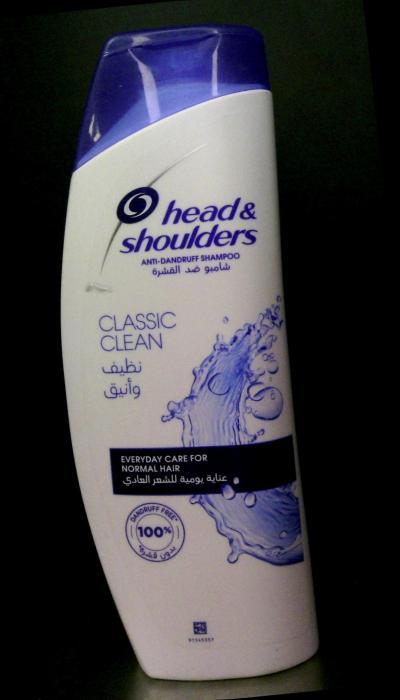 head &
shoulders
ANTI-DANDRUFF SHAMPOO
شامبو ضد القشرة
CLASSIC
CLEAN
نظيف
وأنيق
EVERYDAY CARE FOR
NORMAL HAIR
عناية يومية للشعر العادي
DANDRUFF FREE*
100%
بدون قشرة*